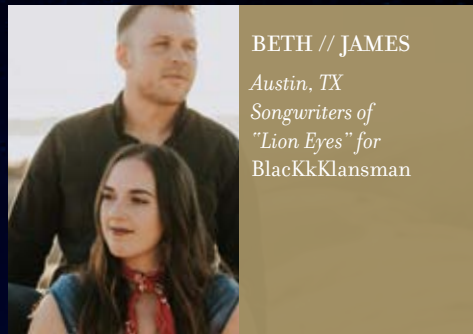 BETH // JAMES
Austin, TX
Songwriters of
"Lion Eyes" for
BlacKkKlansman